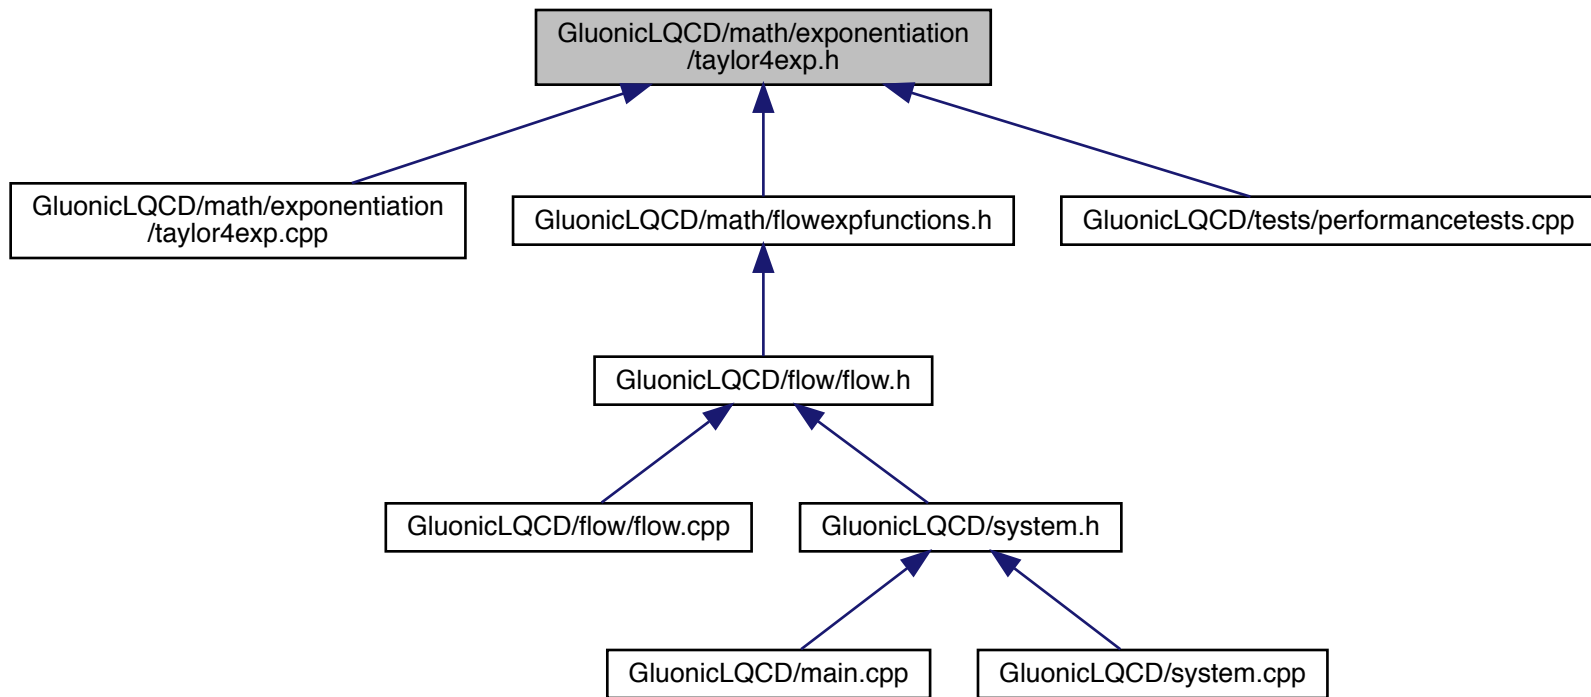 GluonicLQCD/math/exponentiation
/taylor4exp.h
GluonicLQCD/math/exponentiation
/taylor4exp.cpp
GluonicLQCD/math/flowexpfunctions.h
GluonicLQCD/tests/performancetests.cpp
GluonicLQCD/flow/flow.h
GluonicLQCD/flow/flow.cpp
GluonicLQCD/system.h
GluonicLQCD/main.cpp
GluonicLQCD/system.cpp